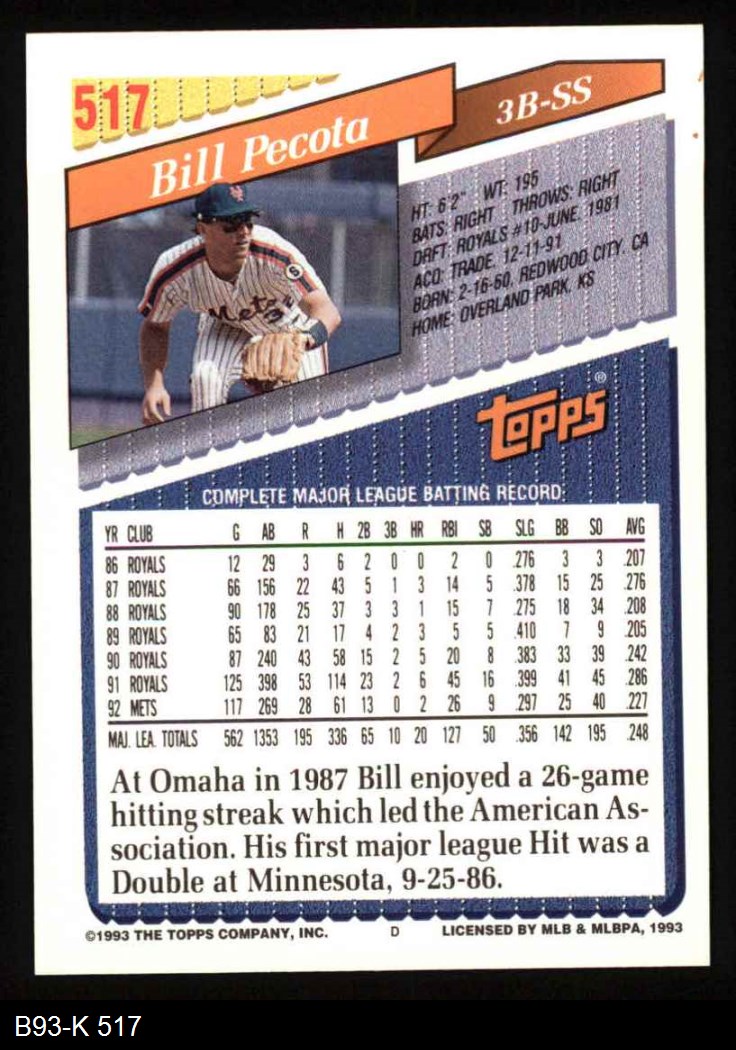 517
Bill Pecota
3B-SS
HT: 6'2" WT: 195
BATS: RIGHT THROWS: RIGHT
DRFT: ROYALS #10-JUNE, 1981
ACQ: TRADE, 12-11-91
BORN: 2-16-60, REDWOOD CITY, CA
HOME: OVERLAND PARK, KS
Mets
topps®
COMPLETE MAJOR LEAGUE BATTING RECORD
YR CLUB G AB R H 2B 3B HR RBI SB SLG BB SO AVG
86 ROYALS 12 29 3 6 2 0 0 2 0 .276 3 3 .207
87 ROYALS 66 156 22 43 5 1 3 14 5 .378 15 25 .276
88 ROYALS 90 178 25 37 3 3 1 15 7 .275 18 34 .208
89 ROYALS 65 83 21 17 4 2 3 5 5 .410 7 9 .205
90 ROYALS 87 240 43 58 15 2 5 20 8 .383 33 39 .242
91 ROYALS 125 398 53 114 23 2 6 45 16 .399 41 45 .286
92 METS 117 269 28 61 13 0 2 26 9 .297 25 40 .227
MAJ. LEA. TOTALS 562 1353 195 336 65 10 20 127 50 .356 142 195 .248
At Omaha in 1987 Bill enjoyed a 26-game
hitting streak which led the American As-
sociation. His first major league Hit was a
Double at Minnesota, 9-25-86.
©1993 THE TOPPS COMPANY, INC. D LICENSED BY MLB & MLBPA, 1993
B93-K 517